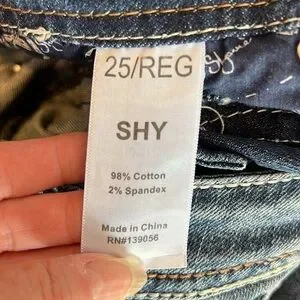 25/REG
SHY
98% Cotton
2% Spandex
Made in China
RN#139056